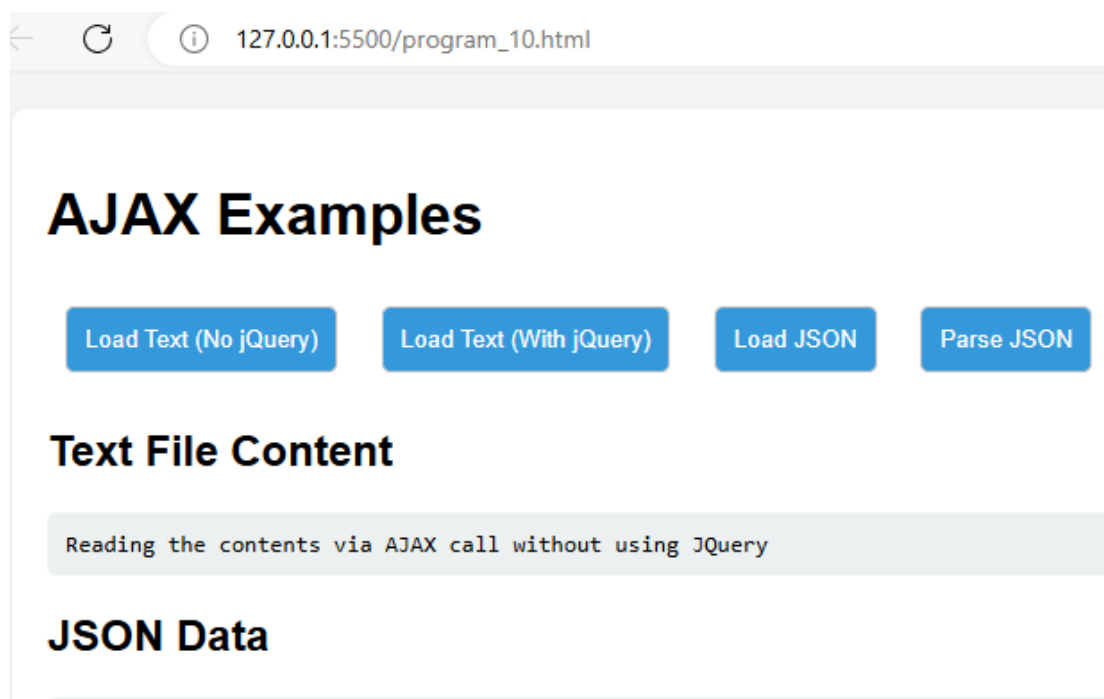 127.0.0.1:5500/program_10.html
AJAX Examples
Load Text (No jQuery) Load Text (With jQuery) Load JSON Parse JSON
Text File Content
Reading the contents via AJAX call without using JQuery
JSON Data